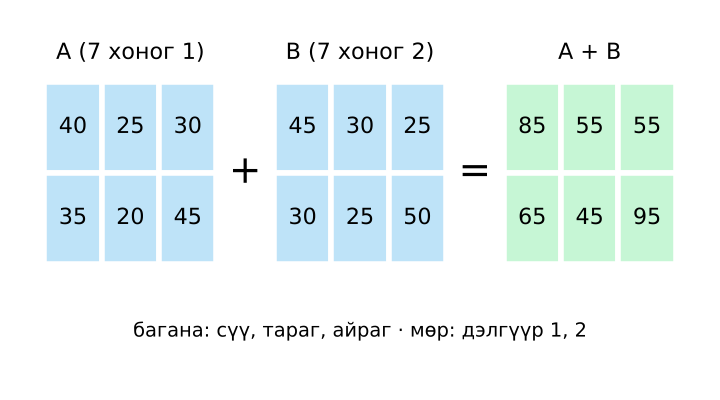 A (7 хоног 1) B (7 хоног 2) A + B
40 25 30 45 30 25 85 55 55
+ =
35 20 45 30 25 50 65 45 95
багана: сүү, тараг, айраг · мөр: дэлгүүр 1, 2